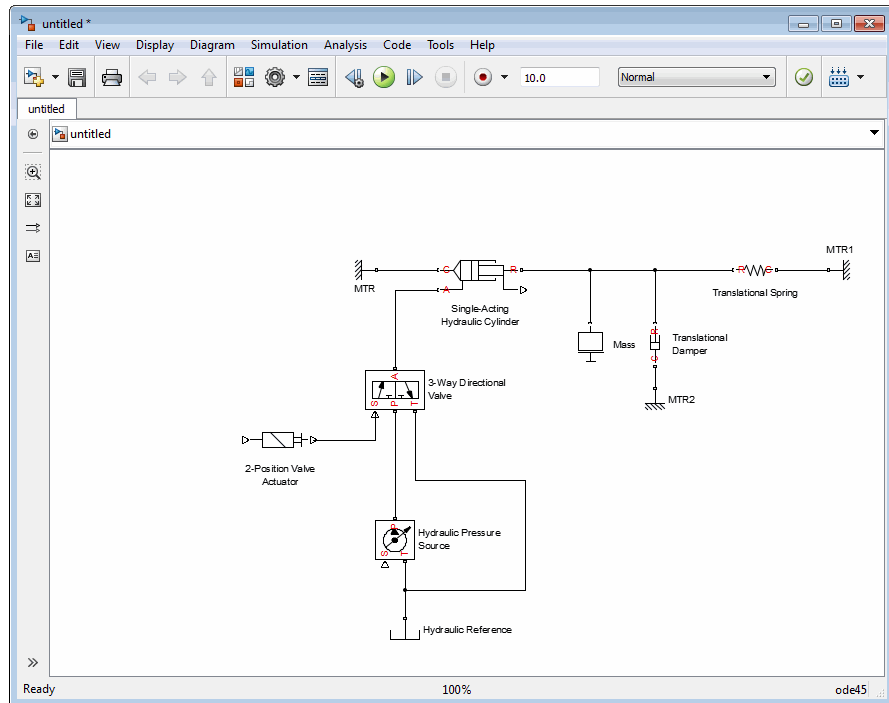 untitled *
File Edit View Display Diagram Simulation Analysis Code Tools Help
10.0
Normal
untitled
untitled
MTR1
C
R
R
C
MTR
A
Translational Spring
Single-Acting
Hydraulic Cylinder
R
Translational
Damper
Mass
C
A
3-Way Directional
Valve
S
P
T
MTR2
2-Position Valve
Actuator
P
Hydraulic Pressure
Source
S
T
Hydraulic Reference
Ready
100%
ode45